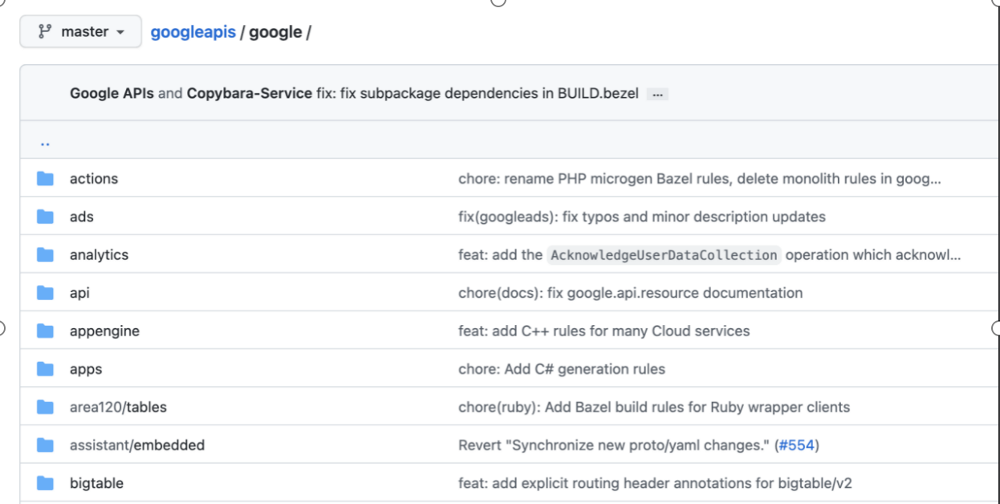 master googleapis / google /
Google APIs and Copybara-Service fix: fix subpackage dependencies in BUILD.bezel ...
..
actions chore: rename PHP microgen Bazel rules, delete monolith rules in goog...
ads fix(googleads): fix typos and minor description updates
analytics feat: add the AcknowledgeUserDataCollection operation which acknowl...
api chore(docs): fix google.api.resource documentation
appengine feat: add C++ rules for many Cloud services
apps chore: Add C# generation rules
area120/tables chore(ruby): Add Bazel build rules for Ruby wrapper clients
assistant/embedded Revert "Synchronize new proto/yaml changes." (#554)
bigtable feat: add explicit routing header annotations for bigtable/v2